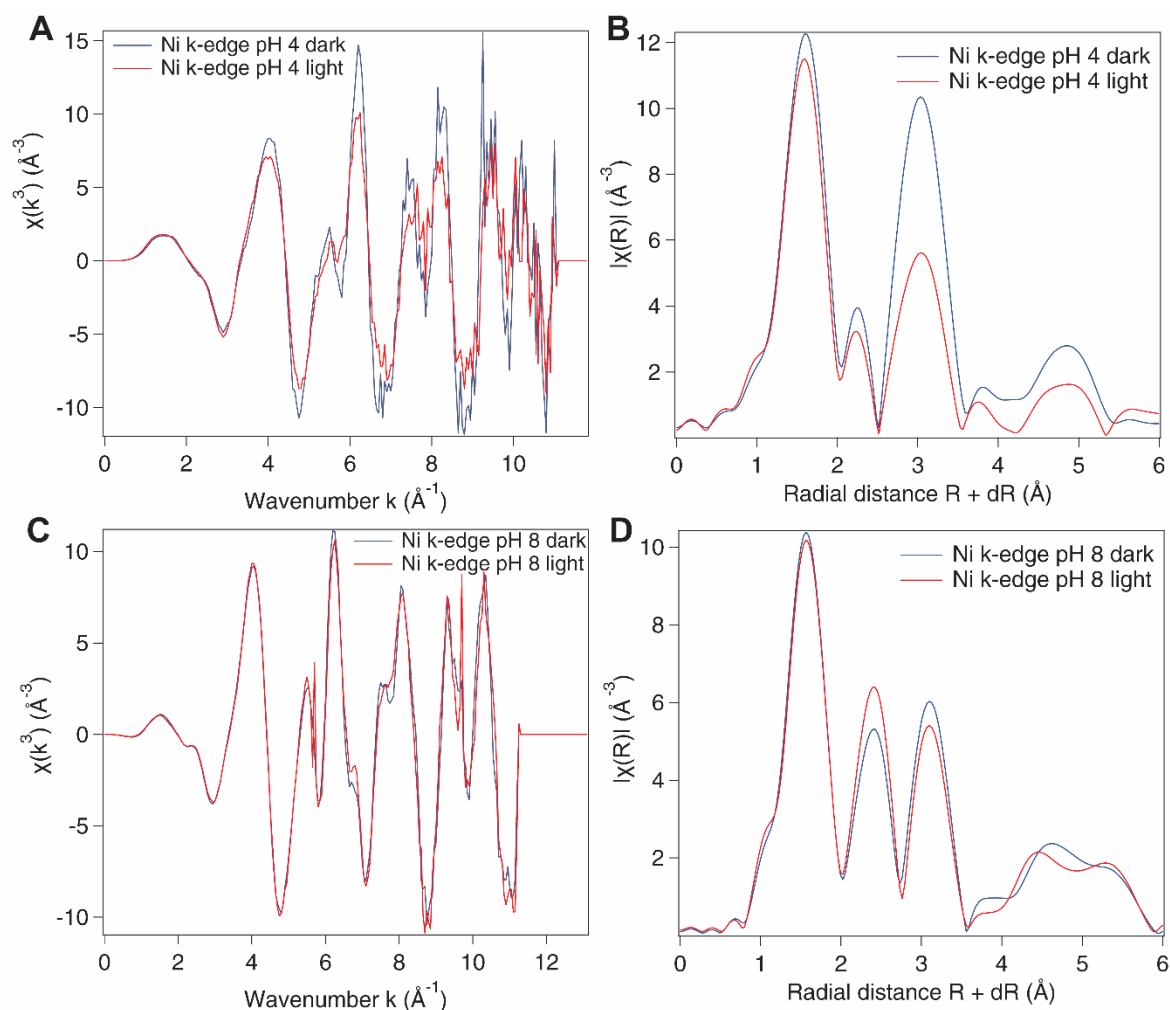 A
Ni k-edge pH 4 dark
Ni k-edge pH 4 light
15
10
5
0
-5
-10
χ(k³) (Å⁻³)
0 2 4 6 8 10
Wavenumber k (Å⁻¹)
B
Ni k-edge pH 4 dark
Ni k-edge pH 4 light
12
10
8
6
4
2
|χ(R)| (Å⁻³)
0 1 2 3 4 5 6
Radial distance R + dR (Å)
C
Ni k-edge pH 8 dark
Ni k-edge pH 8 light
10
5
0
-5
-10
χ(k³) (Å⁻³)
0 2 4 6 8 10 12
Wavenumber k (Å⁻¹)
D
Ni k-edge pH 8 dark
Ni k-edge pH 8 light
10
8
6
4
2
|χ(R)| (Å⁻³)
0 1 2 3 4 5 6
Radial distance R + dR (Å)